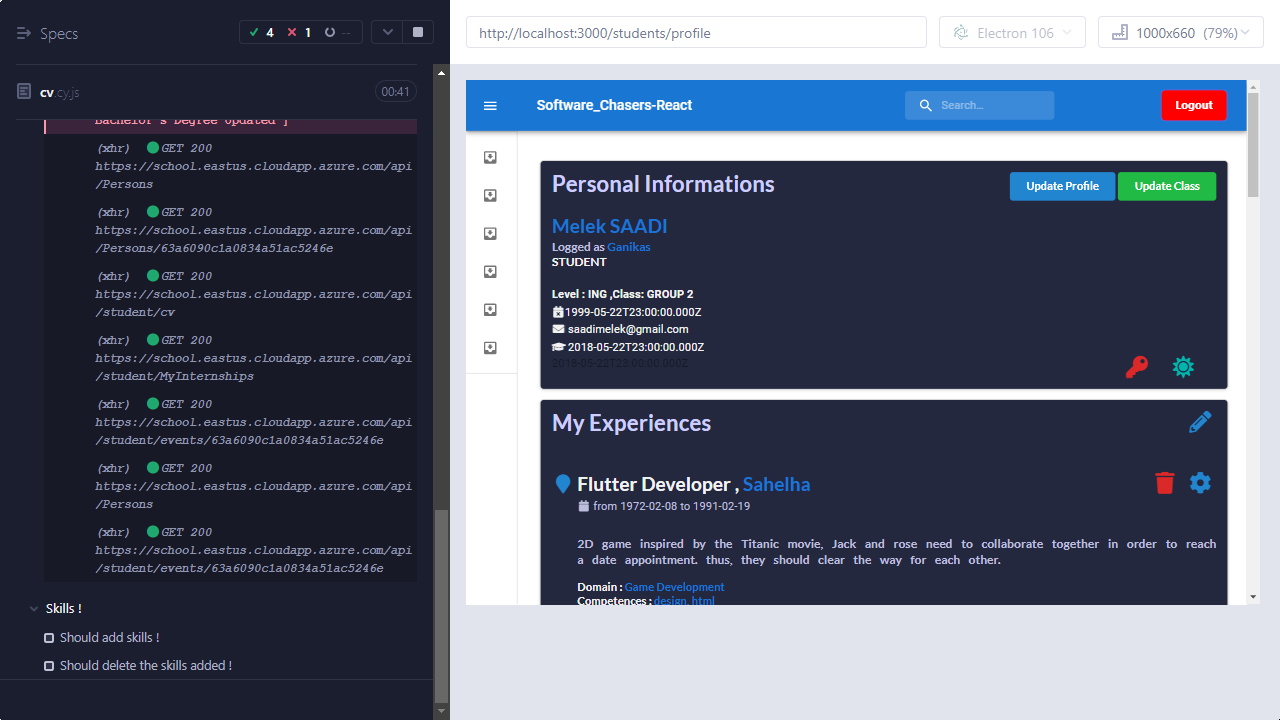 Specs
4
1
--
cv cy.js
00:41
Bachelor's Degree Updated ]
(xhr) GET 200
https://school.eastus.cloudapp.azure.com/api
/Persons
(xhr) GET 200
https://school.eastus.cloudapp.azure.com/api
/Persons/63a6090c1a0834a51ac5246e
(xhr) GET 200
https://school.eastus.cloudapp.azure.com/api
/student/cv
(xhr) GET 200
https://school.eastus.cloudapp.azure.com/api
/student/MyInternships
(xhr) GET 200
https://school.eastus.cloudapp.azure.com/api
/student/events/63a6090c1a0834a51ac5246e
(xhr) GET 200
https://school.eastus.cloudapp.azure.com/api
/Persons
(xhr) GET 200
https://school.eastus.cloudapp.azure.com/api
/student/events/63a6090c1a0834a51ac5246e
Skills !
Should add skills !
Should delete the skills added !
http://localhost:3000/students/profile
Electron 106
1000x660 (79%)
Software_Chasers-React
Search...
Logout
Personal Informations
Update Profile
Update Class
Melek SAADI
Logged as Ganikas
STUDENT
Level : ING ,Class: GROUP 2
1999-05-22T23:00:00.000Z
saadimelek@gmail.com
2018-05-22T23:00:00.000Z
2018-05-22T23:00:00.000Z
My Experiences
Flutter Developer , Sahelha
from 1972-02-08 to 1991-02-19
2D game inspired by the Titanic movie, Jack and rose need to collaborate together in order to reach
a date appointment. thus, they should clear the way for each other.
Domain : Game Development
Competences : design, html